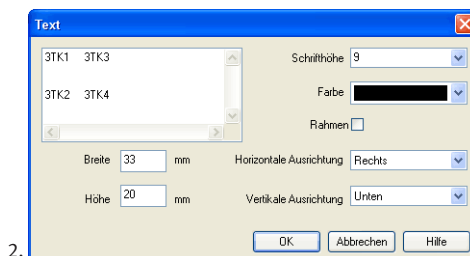 Text
3TK1 3TK3
3TK2 3TK4
Schrifthöhe 9
Farbe
Rahmen
Breite 33 mm
Horizontale Ausrichtung Rechts
Höhe 20 mm
Vertikale Ausrichtung Unten
OK Abbrechen Hilfe
2.